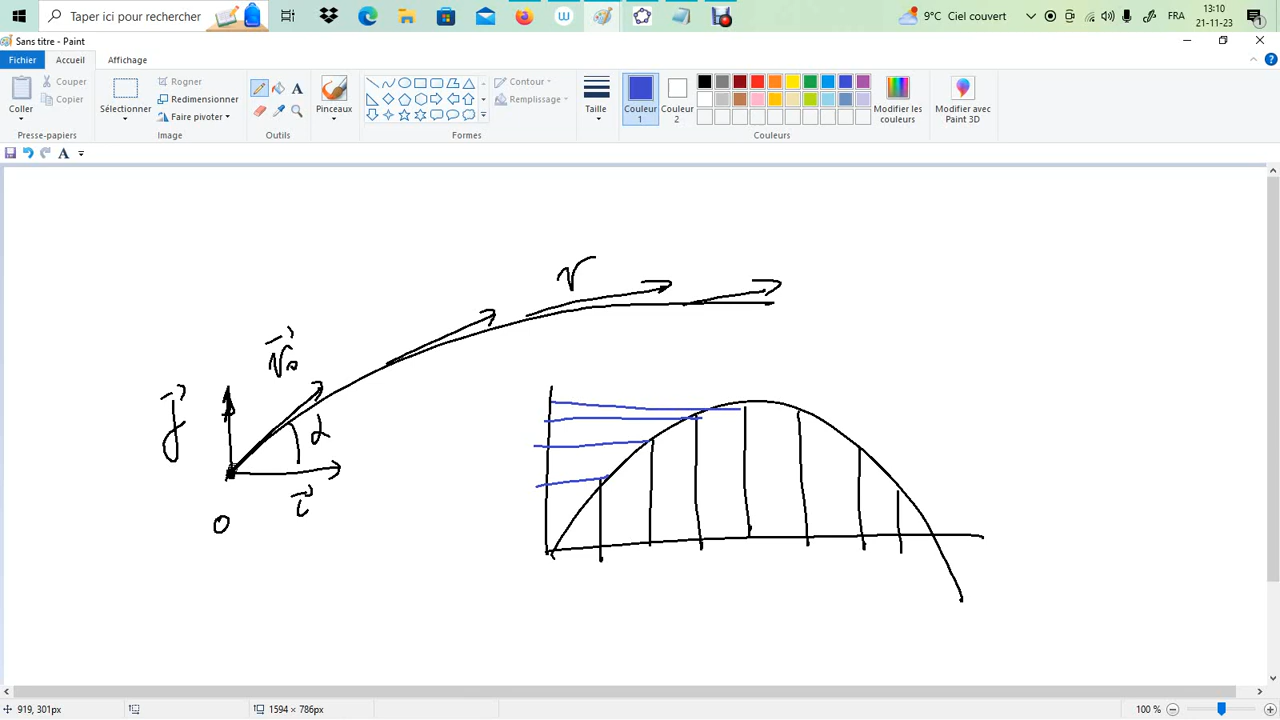 Taper ici pour rechercher
9°C Ciel couvert
FRA
13:10
21-11-23
1
Sans titre - Paint
Fichier
Accueil
Affichage
Coller
Couper
Copier
Presse-papiers
Sélectionner
Rogner
Redimensionner
Faire pivoter
Image
A
Outils
Pinceaux
Contour
Remplissage
Formes
Taille
Couleur 1
Couleur 2
Modifier les couleurs
Couleurs
Modifier avec Paint 3D
A
v
v₀
j
α
i
0
919, 301px
1594 × 786px
100 %